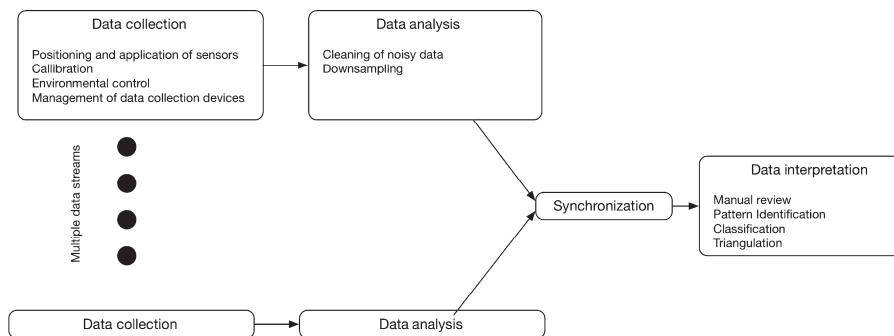 Data collection
Positioning and application of sensors
Callibration
Environmental control
Management of data collection devices
Data analysis
Cleaning of noisy data
Downsampling
Multiple data streams
Synchronization
Data interpretation
Manual review
Pattern Identification
Classification
Triangulation
Data collection
Data analysis